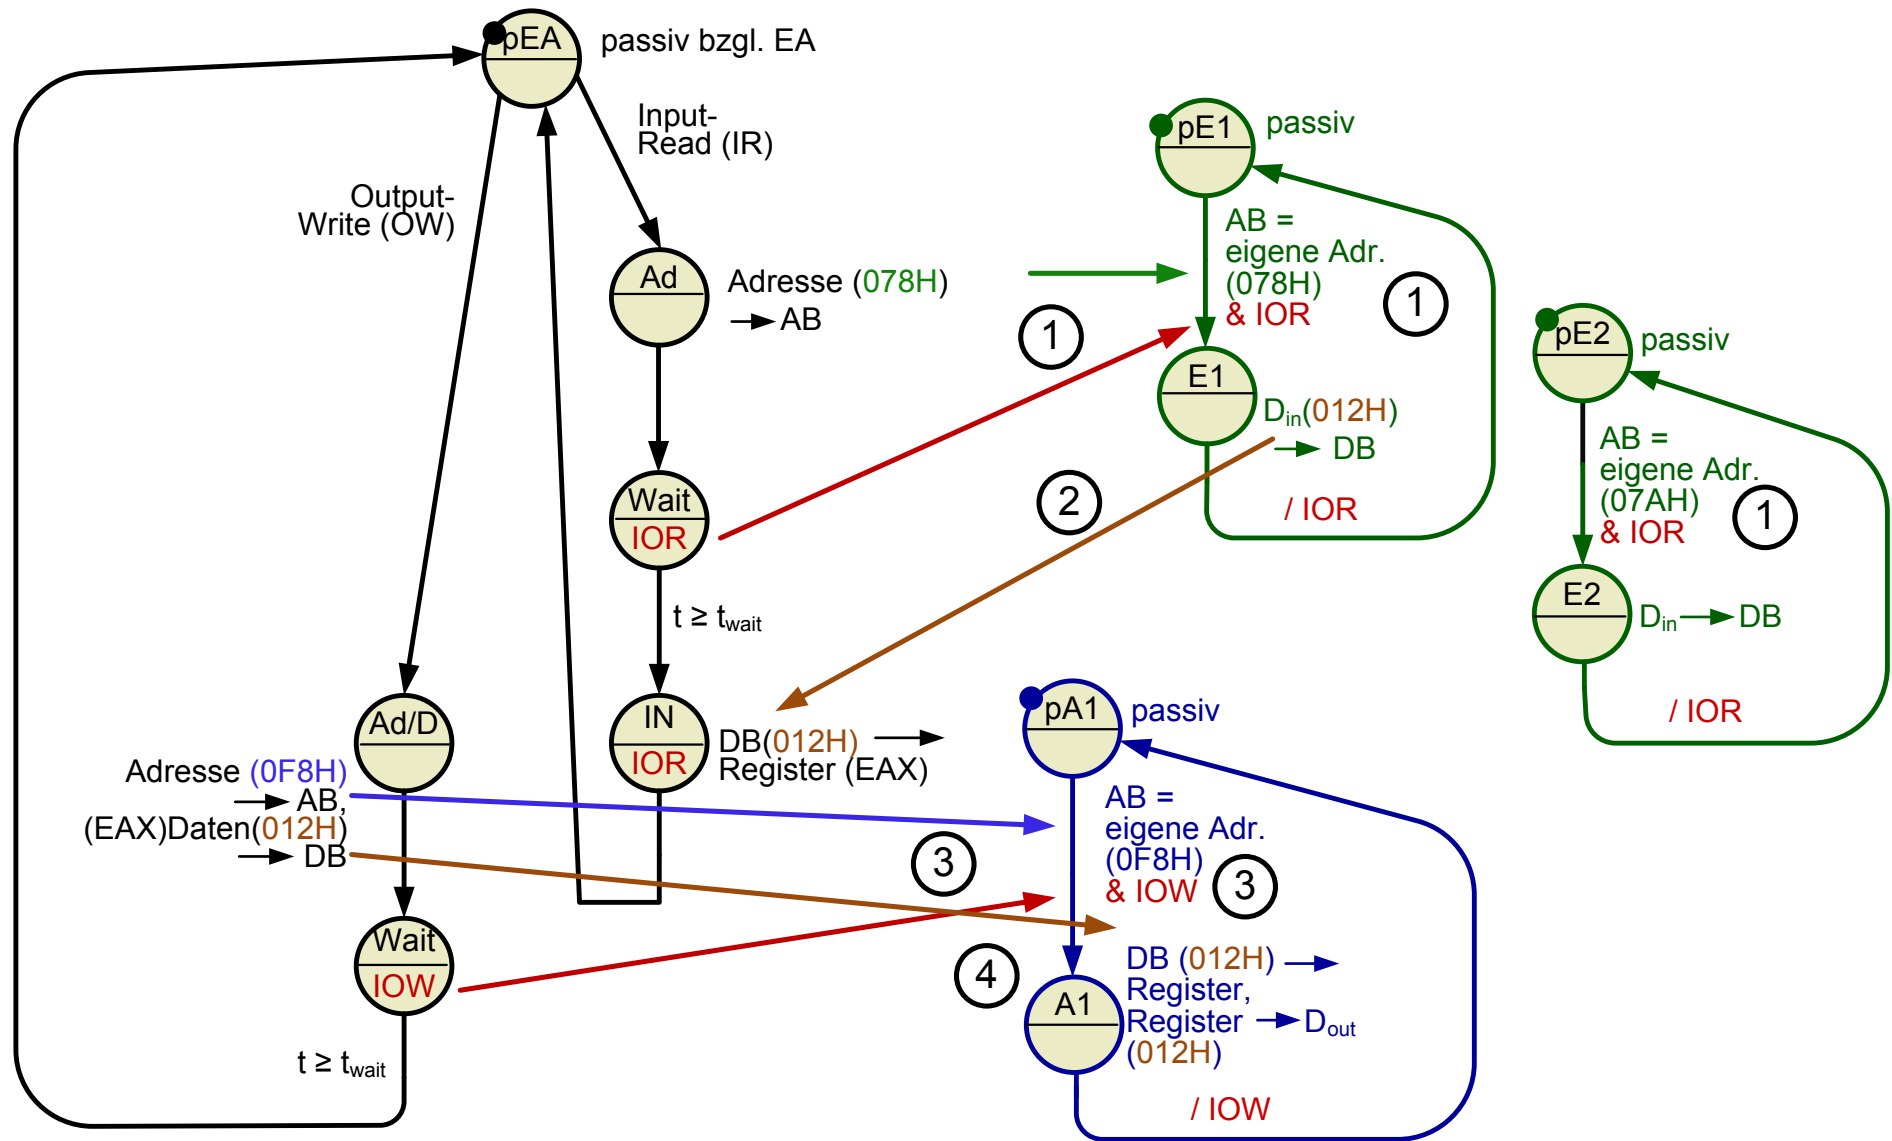 pEA
passiv bzgl. EA
Input-
Read (IR)
Output-
Write (OW)
Ad
Adresse (078H)
AB
Wait
IOR
t ≥ twait
IN
IOR
DB(012H)
Register (EAX)
Ad/D
Adresse (0F8H)
AB,
(EAX)Daten(012H)
DB
Wait
IOW
t ≥ twait
1
2
3
4
pE1
passiv
AB =
eigene Adr.
(078H)
& IOR
1
E1
Din(012H)
DB
/ IOR
pE2
passiv
AB =
eigene Adr.
(07AH)
& IOR
1
E2
Din
DB
/ IOR
pA1
passiv
AB =
eigene Adr.
(0F8H)
& IOW
3
A1
DB (012H)
Register,
Register
Dout
(012H)
/ IOW